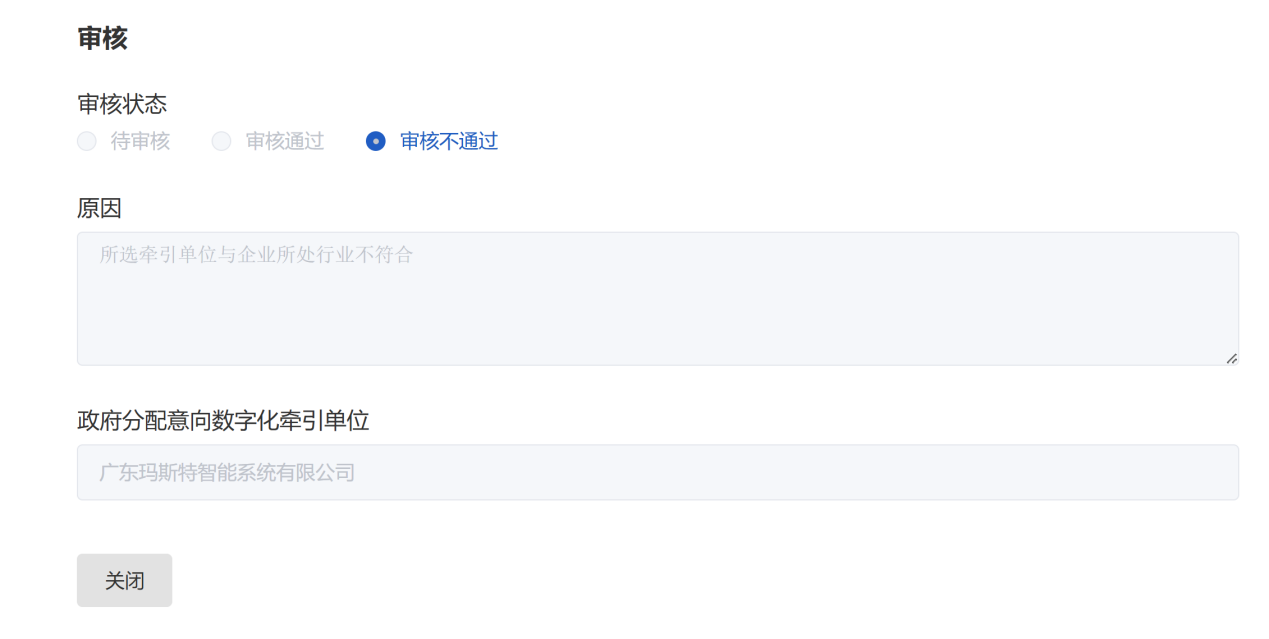 审核
审核状态
待审核 审核通过 审核不通过
原因
所选牵引单位与企业所处行业不符合
政府分配意向数字化牵引单位
广东玛斯特智能系统有限公司
关闭